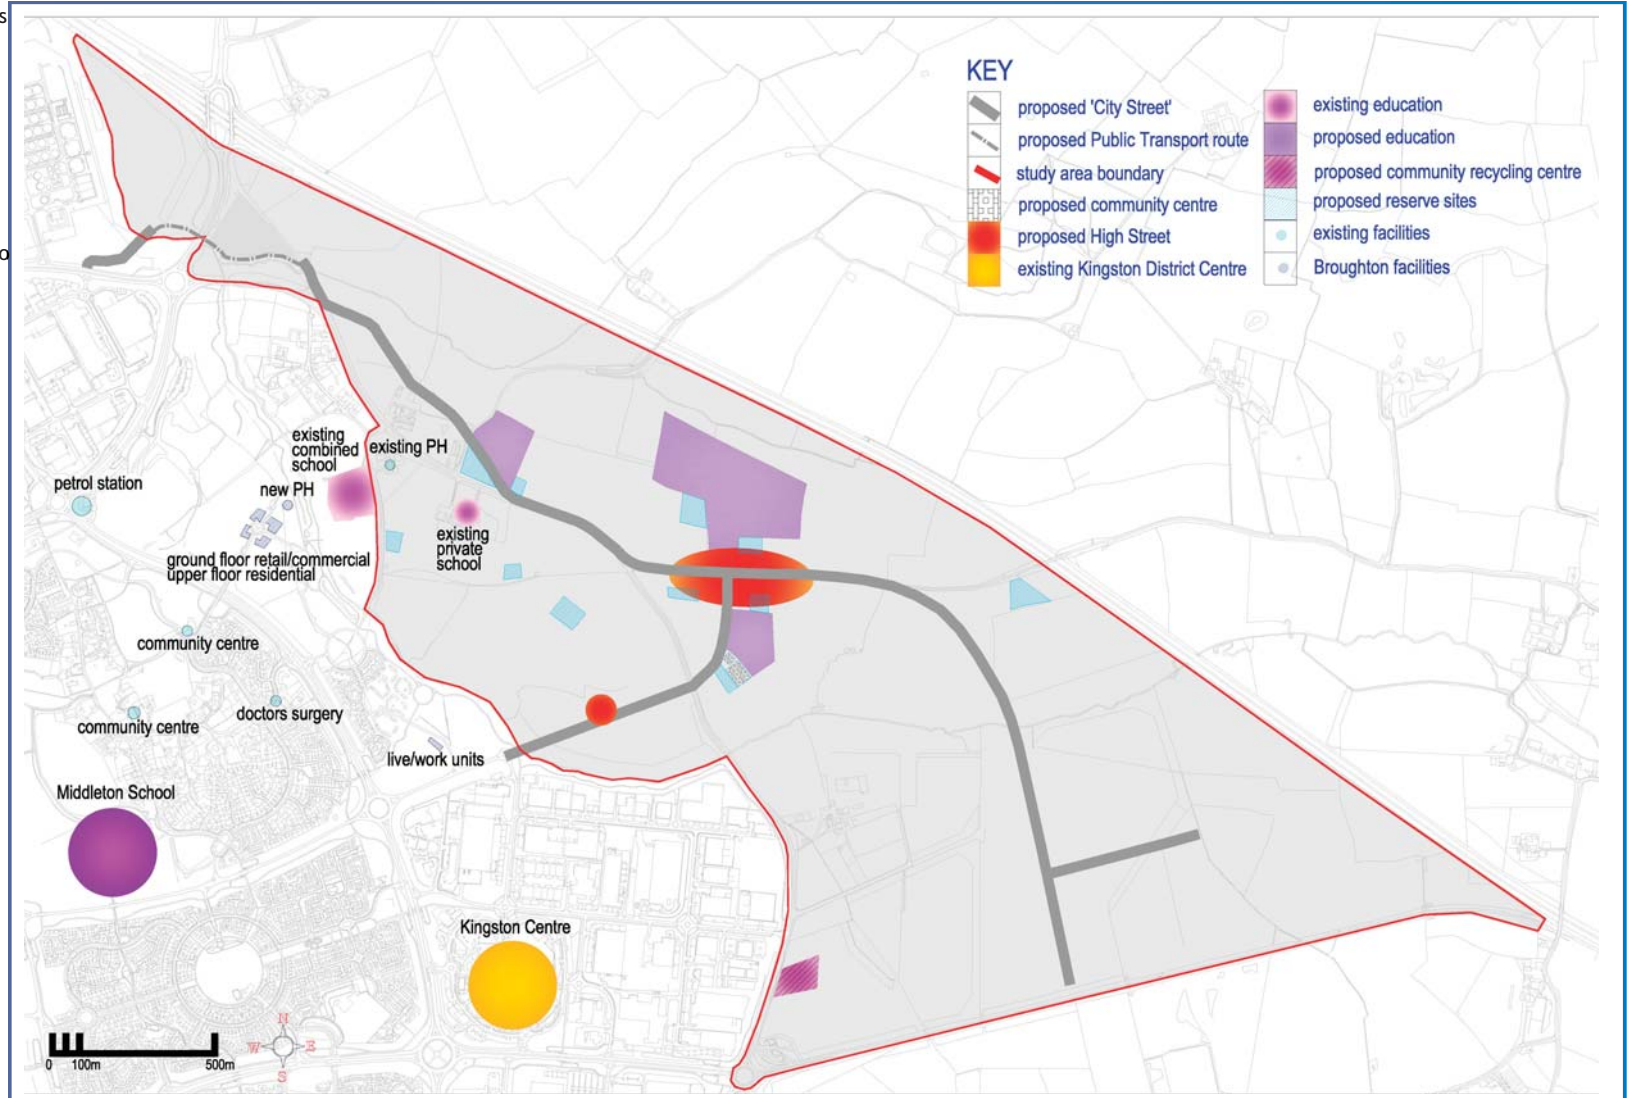 s
o
KEY
proposed 'City Street'
proposed Public Transport route
study area boundary
proposed community centre
proposed High Street
existing Kingston District Centre
existing education
proposed education
proposed community recycling centre
proposed reserve sites
existing facilities
Broughton facilities
existing
combined
school
existing PH
petrol station
new PH
existing
private
school
ground floor retail/commercial
upper floor residential
community centre
doctors surgery
community centre
live/work units
Middleton School
Kingston Centre
0 100m 500m
N
W E
S